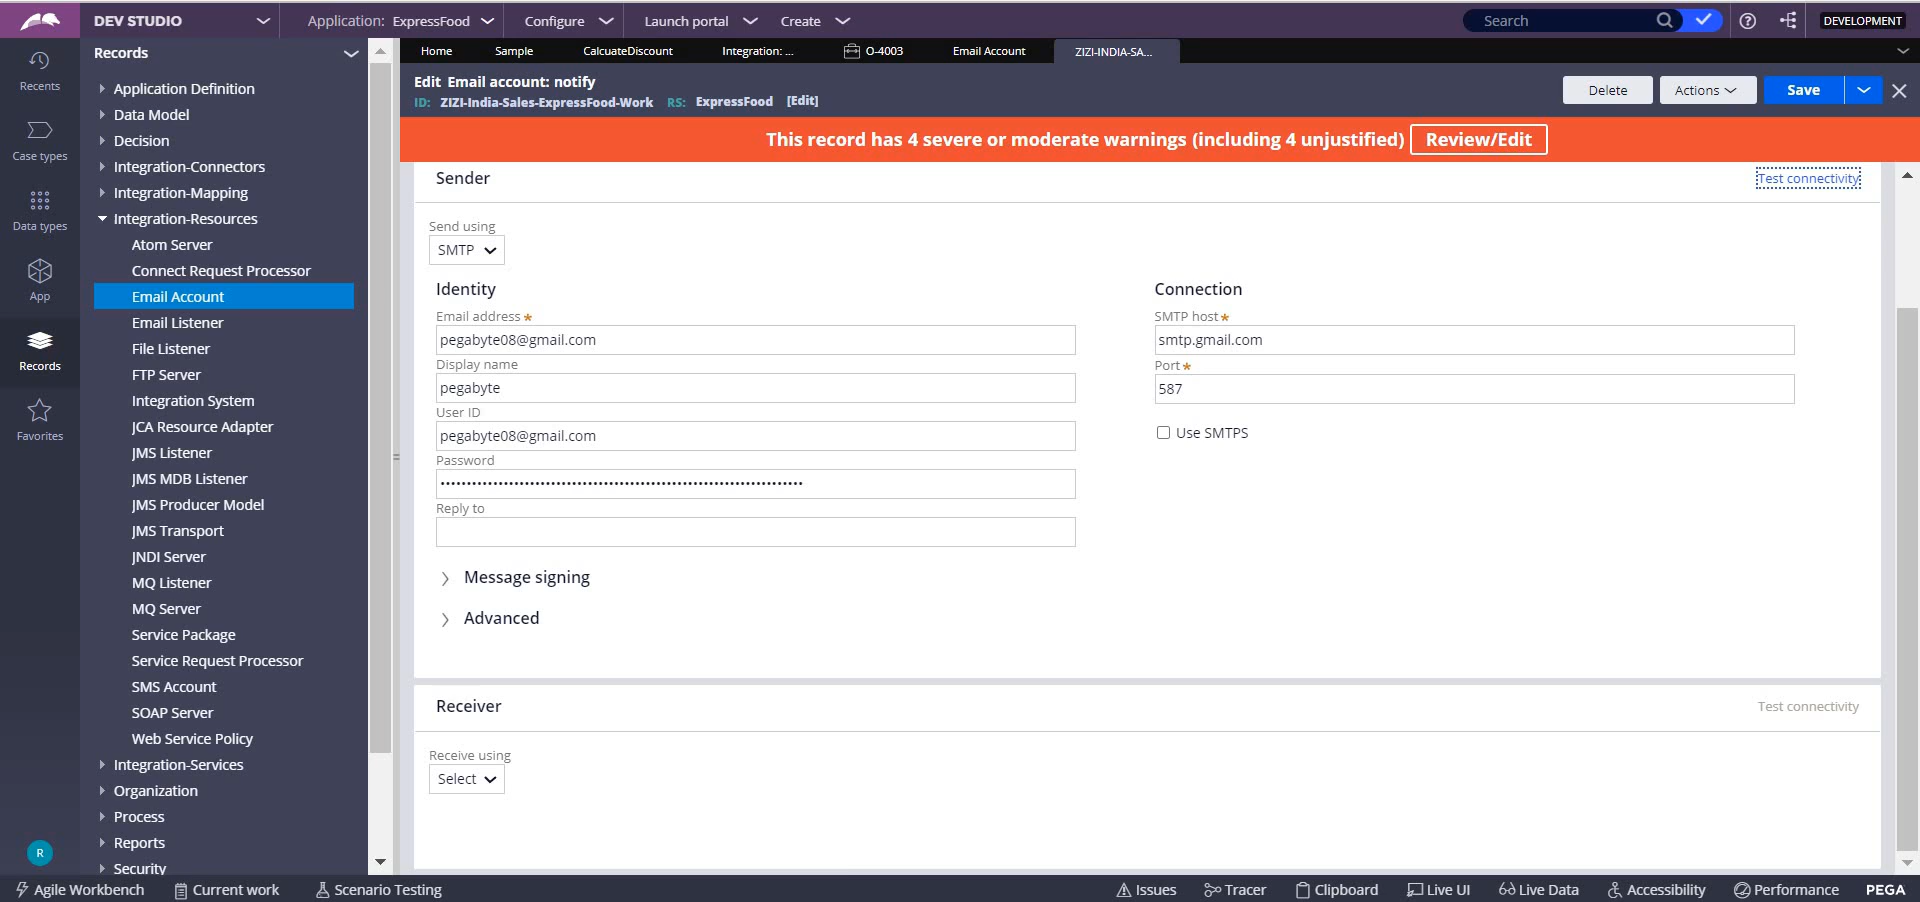 DEV STUDIO
Application: ExpressFood
Configure
Launch portal
Create
Search
DEVELOPMENT
Recents
Case types
Data types
App
Records
Favorites
R
Records
Application Definition
Data Model
Decision
Integration-Connectors
Integration-Mapping
Integration-Resources
Atom Server
Connect Request Processor
Email Account
Email Listener
File Listener
FTP Server
Integration System
JCA Resource Adapter
JMS Listener
JMS MDB Listener
JMS Producer Model
JMS Transport
JNDI Server
MQ Listener
MQ Server
Service Package
Service Request Processor
SMS Account
SOAP Server
Web Service Policy
Integration-Services
Organization
Process
Reports
Security
Home
Sample
CalcuateDiscount
Integration: ...
O-4003
Email Account
ZIZI-INDIA-SA...
Edit Email account: notify
ID: ZIZI-India-Sales-ExpressFood-Work RS: ExpressFood [Edit]
Delete
Actions
Save
This record has 4 severe or moderate warnings (including 4 unjustified) Review/Edit
Sender
Test connectivity
Send using
SMTP
Identity
Email address *
pegabyte08@gmail.com
Display name
pegabyte
User ID
pegabyte08@gmail.com
Password
Reply to
Connection
SMTP host *
smtp.gmail.com
Port *
587
Use SMTPS
Message signing
Advanced
Receiver
Test connectivity
Receive using
Select
Agile Workbench
Current work
Scenario Testing
Issues
Tracer
Clipboard
Live UI
Live Data
Accessibility
Performance
PEGA